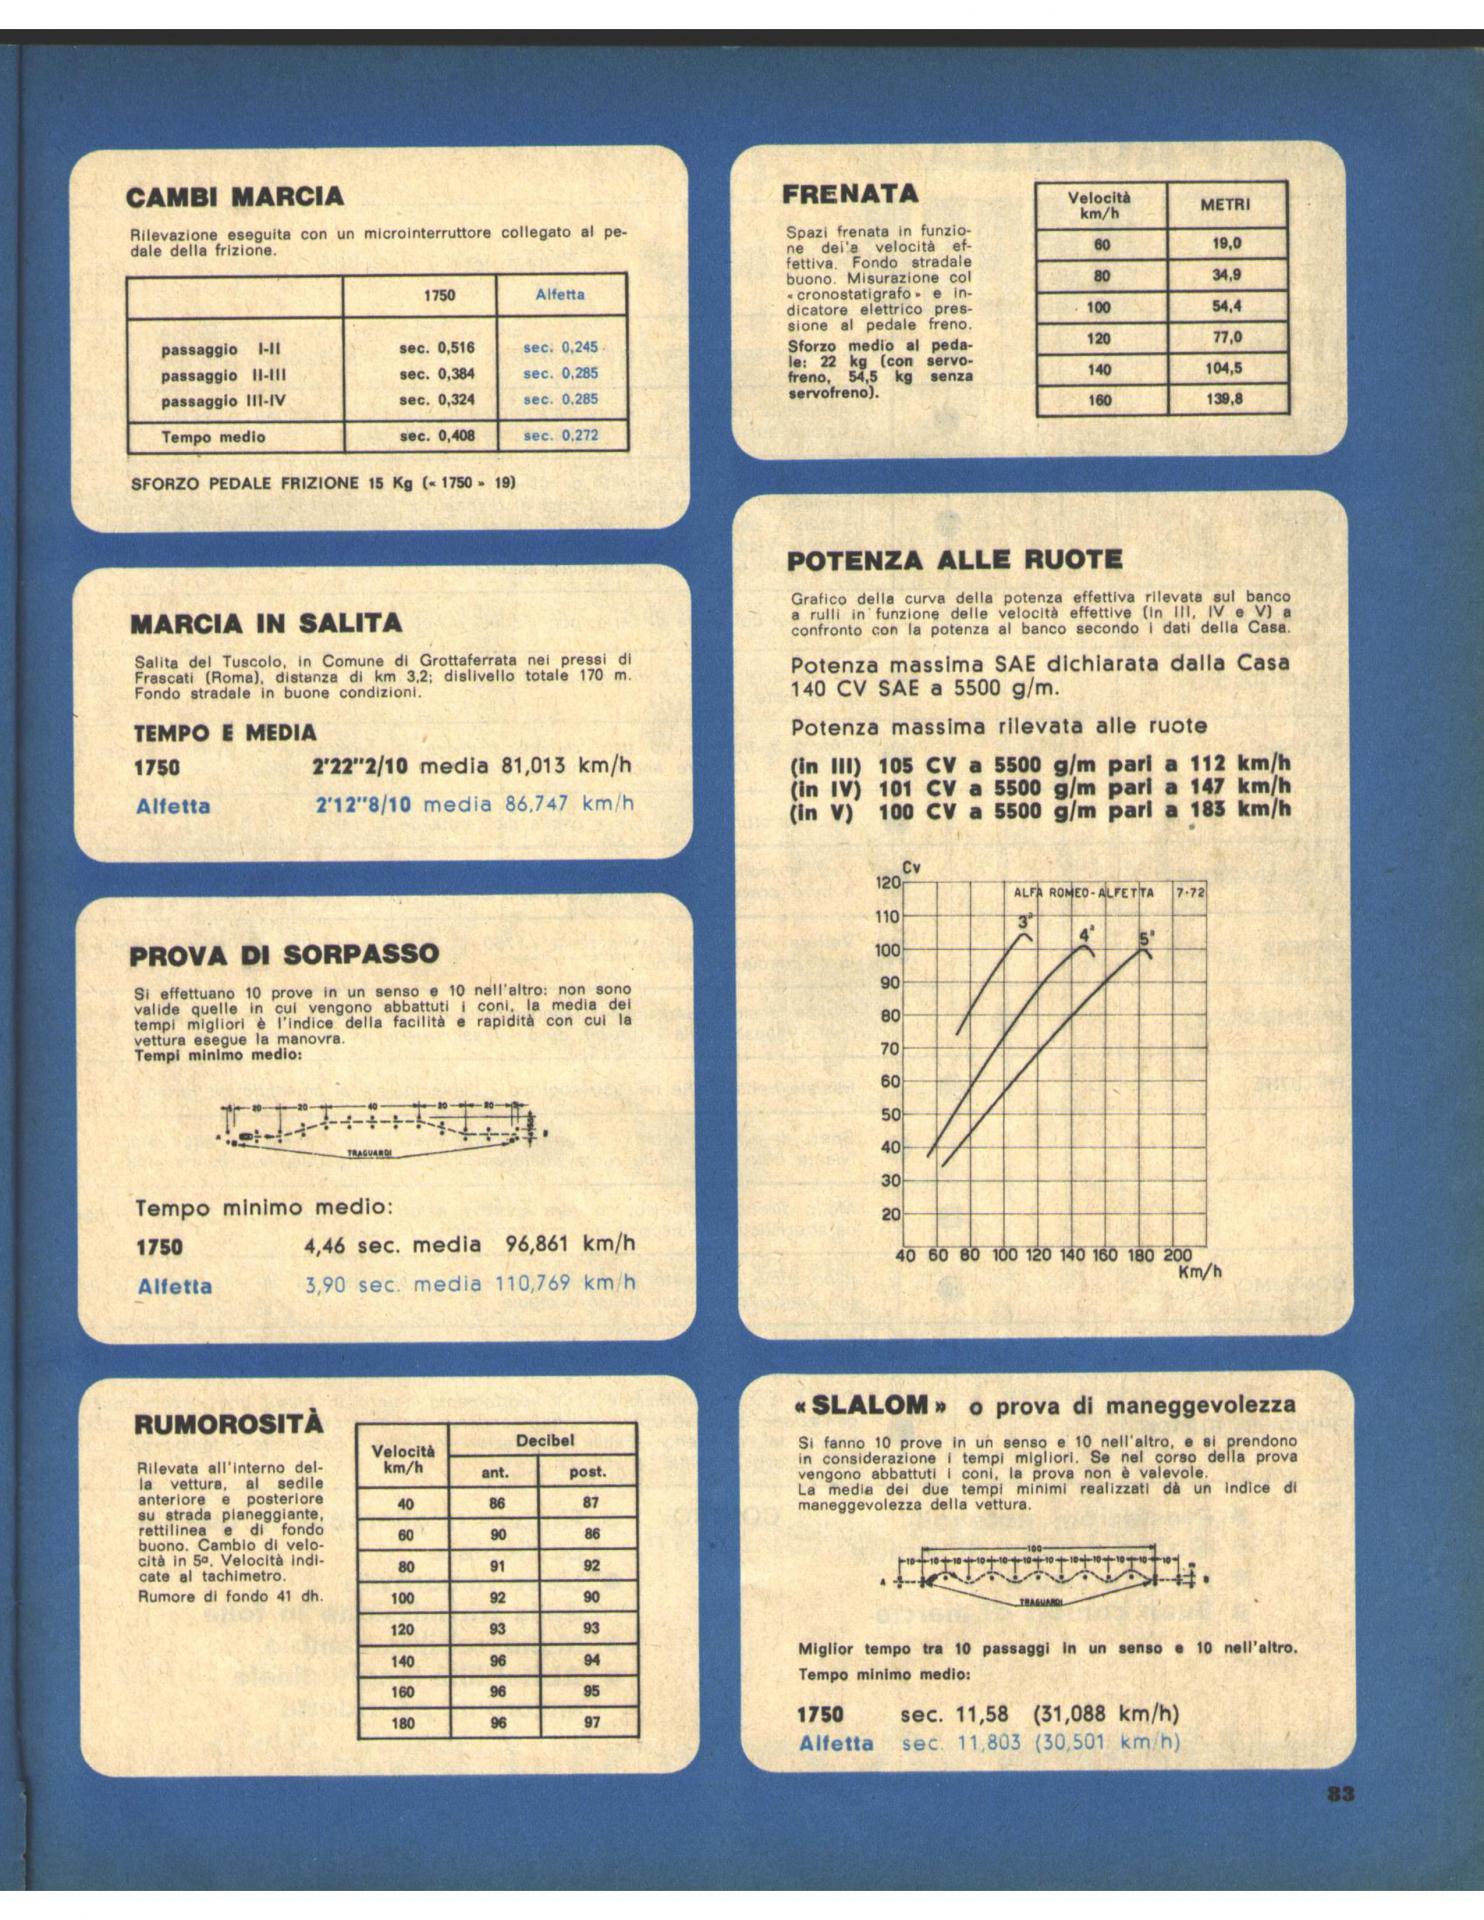 CAMBI MARCIA
Rilevazione eseguita con un microinterruttore collegato al pe-
dale della frizione.
1750 Alfetta
passaggio I-II sec. 0,516 sec. 0,245
passaggio II-III sec. 0,384 sec. 0,285
passaggio III-IV sec. 0,324 sec. 0,285
Tempo medio sec. 0,408 sec. 0,272
SFORZO PEDALE FRIZIONE 15 Kg (« 1750 » 19)
MARCIA IN SALITA
Salita del Tuscolo, in Comune di Grottaferrata nei pressi di
Frascati (Roma), distanza di km 3,2; dislivello totale 170 m.
Fondo stradale in buone condizioni.
TEMPO E MEDIA
1750 2'22"2/10 media 81,013 km/h
Alfetta 2'12"8/10 media 86,747 km/h
PROVA DI SORPASSO
Si effettuano 10 prove in un senso e 10 nell'altro: non sono
valide quelle in cui vengono abbattuti i coni, la media dei
tempi migliori è l'indice della facilità e rapidità con cui la
vettura esegue la manovra.
Tempi minimo medio:
20 20 40 20 20
A B
TRAGUARDI
Tempo minimo medio:
1750 4,46 sec. media 96,861 km/h
Alfetta 3,90 sec. media 110,769 km/h
RUMOROSITÀ
Rilevata all'interno del-
la vettura, al sedile
anteriore e posteriore
su strada pianeggiante,
rettilinea e di fondo
buono. Cambio di velo-
cità in 5ª. Velocità indi-
cate al tachimetro.
Rumore di fondo 41 dh.
Velocità km/h Decibel
ant. post.
40 86 87
60 90 86
80 91 92
100 92 90
120 93 93
140 96 94
160 96 95
180 96 97
FRENATA
Spazi frenata in funzio-
ne dei'a velocità ef-
fettiva. Fondo stradale
buono. Misurazione col
« cronostatigrafo » e in-
dicatore elettrico pres-
sione al pedale freno.
Sforzo medio al peda-
le: 22 kg (con servo-
freno, 54,5 kg senza
servofreno).
Velocità km/h METRI
60 19,0
80 34,9
100 54,4
120 77,0
140 104,5
160 139,8
POTENZA ALLE RUOTE
Grafico della curva della potenza effettiva rilevata sul banco
a rulli in funzione delle velocità effettive (in III, IV e V) a
confronto con la potenza al banco secondo i dati della Casa.
Potenza massima SAE dichiarata dalla Casa
140 CV SAE a 5500 g/m.
Potenza massima rilevata alle ruote
(in III) 105 CV a 5500 g/m pari a 112 km/h
(in IV) 101 CV a 5500 g/m pari a 147 km/h
(in V) 100 CV a 5500 g/m pari a 183 km/h
Cv
ALFA ROMEO-ALFETTA 7-72
3ª 4ª 5ª
120
110
100
90
80
70
60
50
40
30
20
40 60 80 100 120 140 160 180 200
Km/h
« SLALOM » o prova di maneggevolezza
Si fanno 10 prove in un senso e 10 nell'altro, e si prendono
in considerazione i tempi migliori. Se nel corso della prova
vengono abbattuti i coni, la prova non è valevole.
La media dei due tempi minimi realizzati dà un indice di
maneggevolezza della vettura.
100
10 10 10 10 10 10 10 10 10 10 10 10
A
TRAGUARDI
Miglior tempo tra 10 passaggi in un senso e 10 nell'altro.
Tempo minimo medio:
1750 sec. 11,58 (31,088 km/h)
Alfetta sec. 11,803 (30,501 km/h)
83